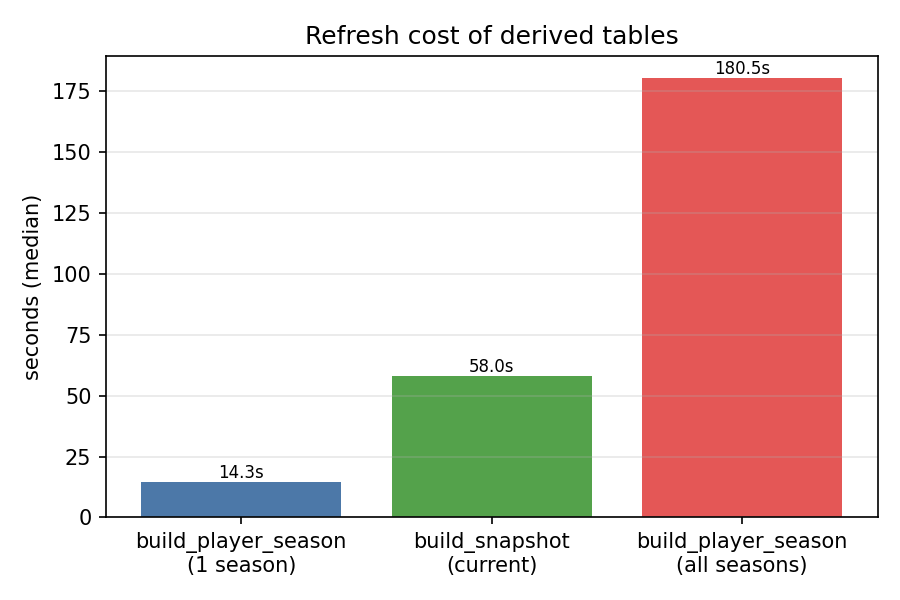 Refresh cost of derived tables
seconds (median)
175
150
125
100
75
50
25
0
14.3s
58.0s
180.5s
build_player_season
(1 season)
build_snapshot
(current)
build_player_season
(all seasons)